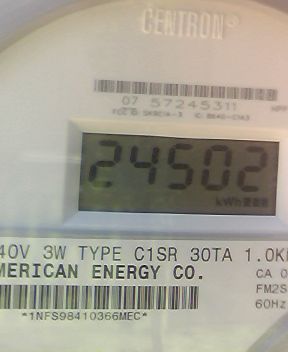 CENTRON®
07 57245311
24502
kWh
40V 3W TYPE C1SR 30TA 1.0K
MERICAN ENERGY CO.
CA 0
FM2S
60Hz
*1NFS98410366MEC*